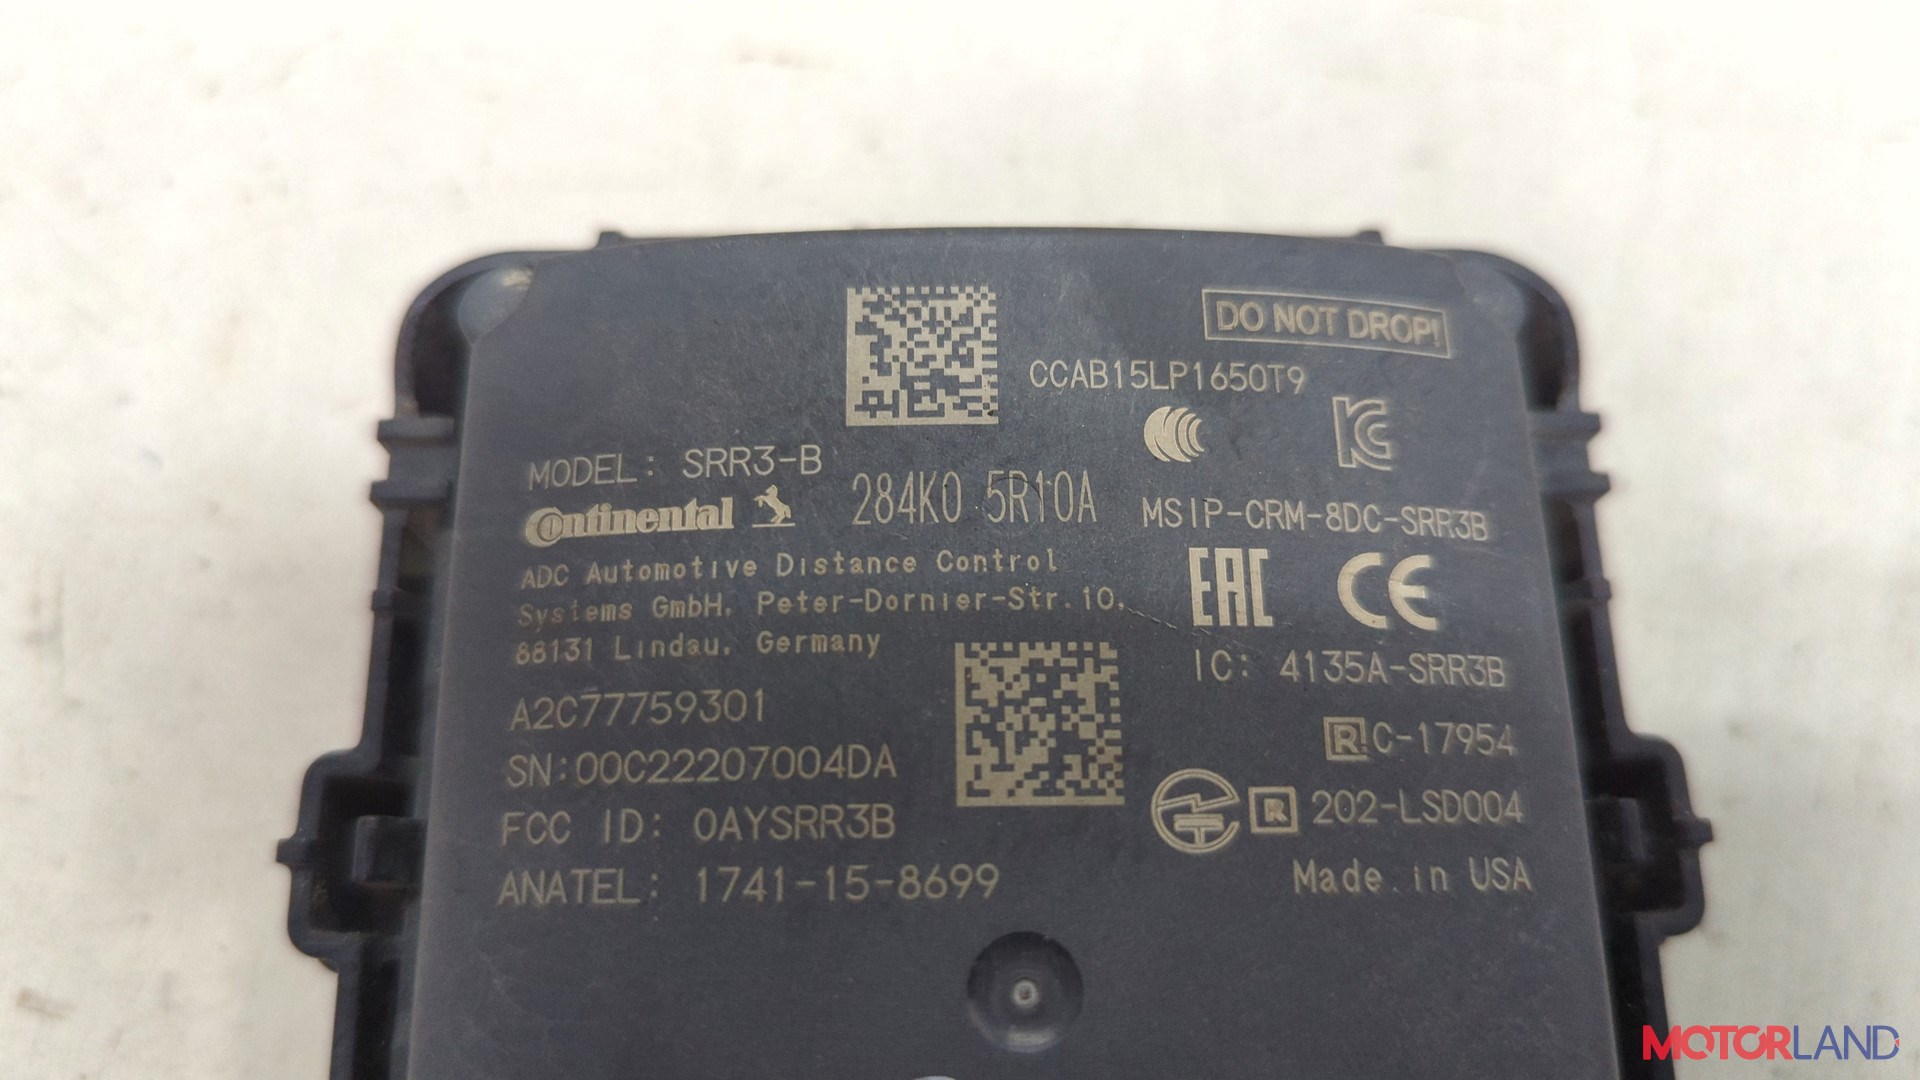 DO NOT DROP!
CCAB15LP1650T9
MODEL: SRR3-B
Continental
284K0 5R10A
MSIP-CRM-8DC-SRR3B
ADC Automotive Distance Control
Systems GmbH, Peter-Dornier-Str.10,
88131 Lindau, Germany
EAC CE
IC: 4135A-SRR3B
A2C77759301
R C-17954
SN:00C22207004DA
R 202-LSD004
FCC ID: OAYSRR3B
Made in USA
ANATEL: 1741-15-8699
MOTORLAND